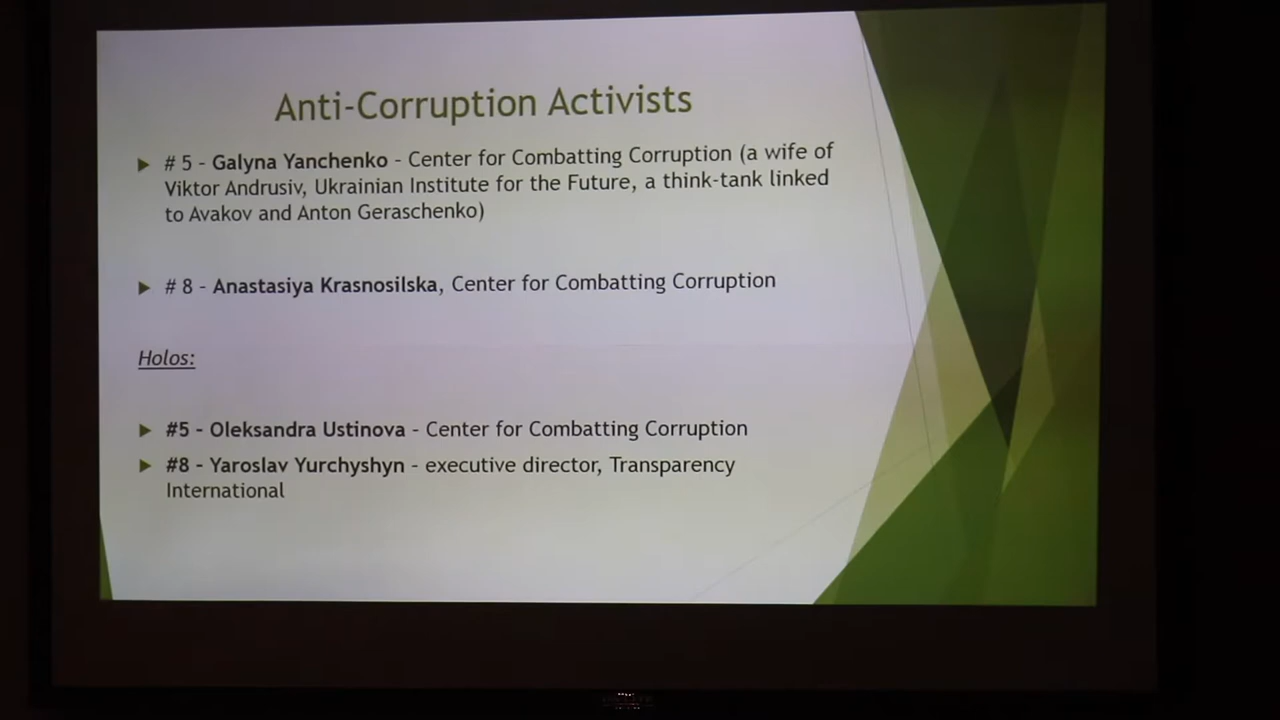 Anti-Corruption Activists
# 5 - Galyna Yanchenko - Center for Combatting Corruption (a wife of
Viktor Andrusiv, Ukrainian Institute for the Future, a think-tank linked
to Avakov and Anton Geraschenko)
# 8 - Anastasiya Krasnosilska, Center for Combatting Corruption
Holos:
#5 - Oleksandra Ustinova - Center for Combatting Corruption
#8 - Yaroslav Yurchyshyn - executive director, Transparency
International